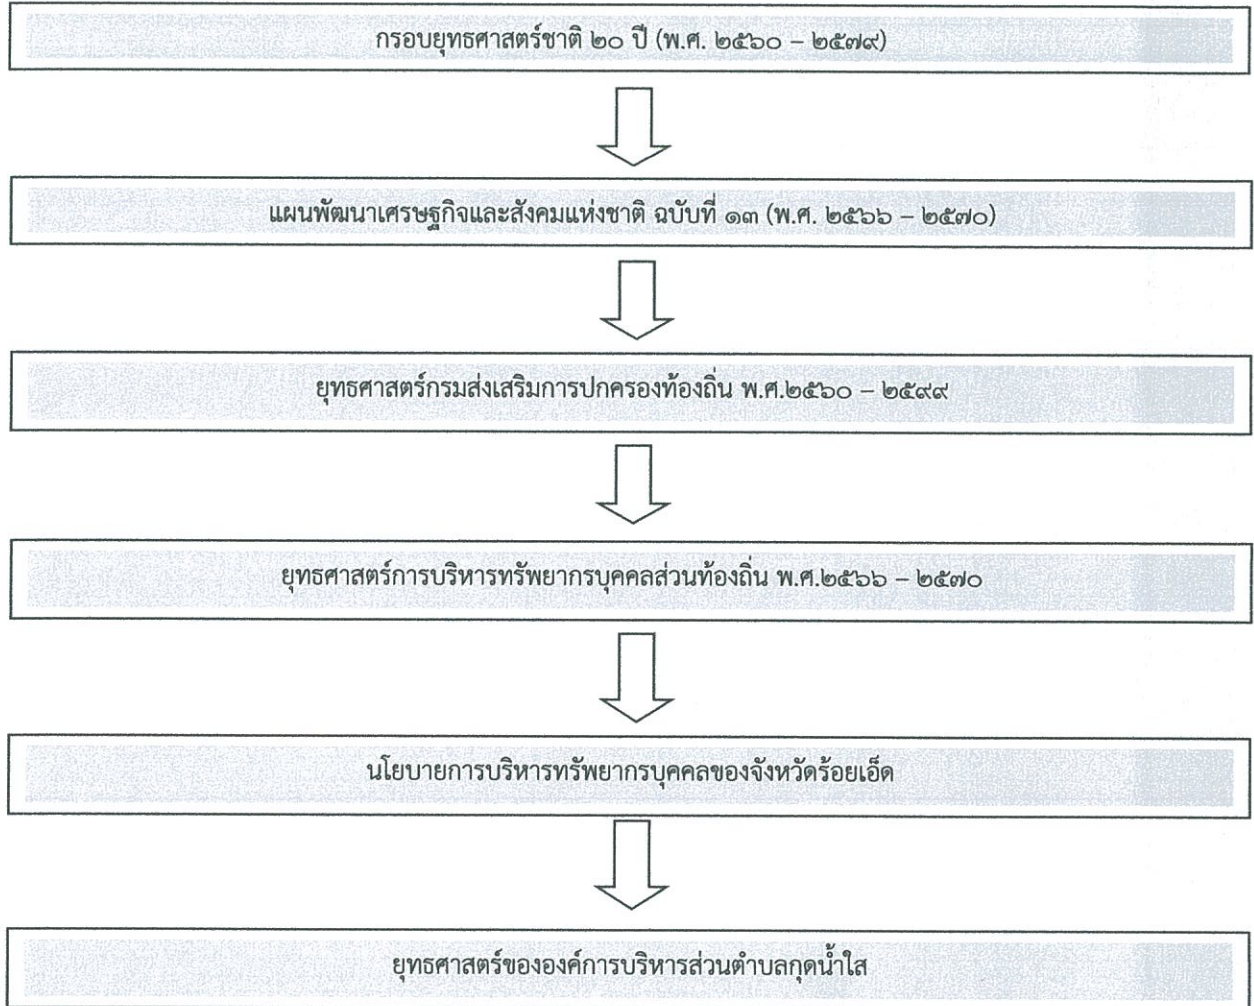 กรอบยุทธศาสตร์ชาติ ๒๐ ปี (พ.ศ. ๒๕๖๐ – ๒๕๗๙)
แผนพัฒนาเศรษฐกิจและสังคมแห่งชาติ ฉบับที่ ๑๓ (พ.ศ. ๒๕๖๖ – ๒๕๗๐)
ยุทธศาสตร์กรมส่งเสริมการปกครองท้องถิ่น พ.ศ.๒๕๖๐ – ๒๕๙๙
ยุทธศาสตร์การบริหารทรัพยากรบุคคลส่วนท้องถิ่น พ.ศ.๒๕๖๖ – ๒๕๗๐
นโยบายการบริหารทรัพยากรบุคคลของจังหวัดร้อยเอ็ด
ยุทธศาสตร์ขององค์การบริหารส่วนตำบลกุดน้ำใส